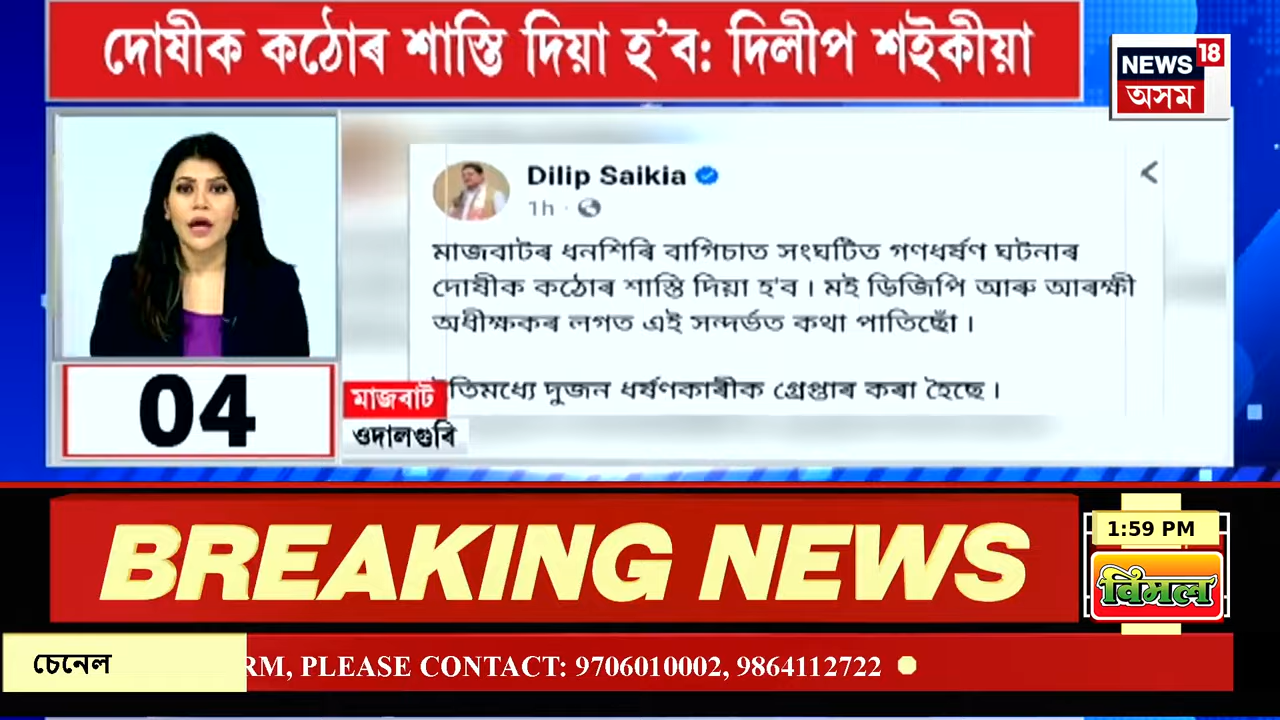 দোষীক কঠোৰ শাস্তি দিয়া হ'ব: দিলীপ শইকীয়া
NEWS 18
অসম
Dilip Saikia
1h ·
মাজবাটৰ ধনশিৰি বাগিচাত সংঘটিত গণধৰ্ষণ ঘটনাৰ
দোষীক কঠোৰ শাস্তি দিয়া হ'ব। মই ডিজিপি আৰু আৰক্ষী
অধীক্ষকৰ লগত এই সন্দৰ্ভত কথা পাতিছোঁ।
দুজন ধৰ্ষণকাৰীক গ্ৰেপ্তাৰ কৰা হৈছে।
04
মাজবাট
ওদালগুৰি
BREAKING NEWS
1:59 PM
विमल
চেনেল
RM, PLEASE CONTACT: 9706010002, 9864112722